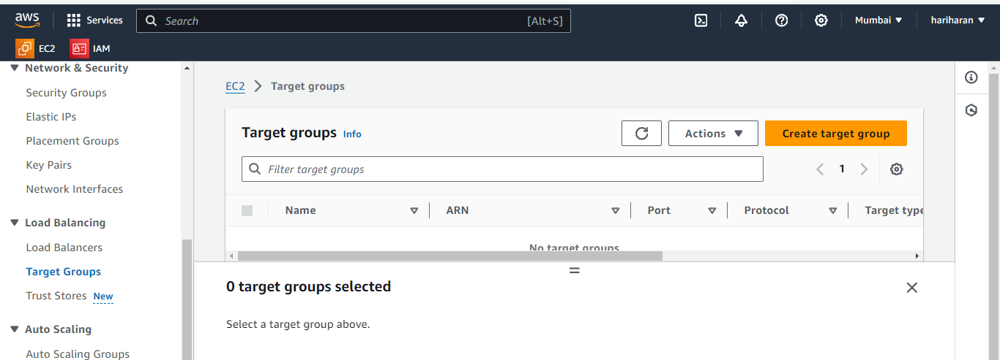 aws
Services
Search
[Alt+S]
Mumbai
hariharan
EC2
IAM
Network & Security
Security Groups
Elastic IPs
Placement Groups
Key Pairs
Network Interfaces
Load Balancing
Load Balancers
Target Groups
Trust Stores New
Auto Scaling
Auto Scaling Groups
EC2 > Target groups
Target groups Info
Actions
Create target group
Filter target groups
1
Name ARN Port Protocol Target type
No target groups
0 target groups selected
Select a target group above.